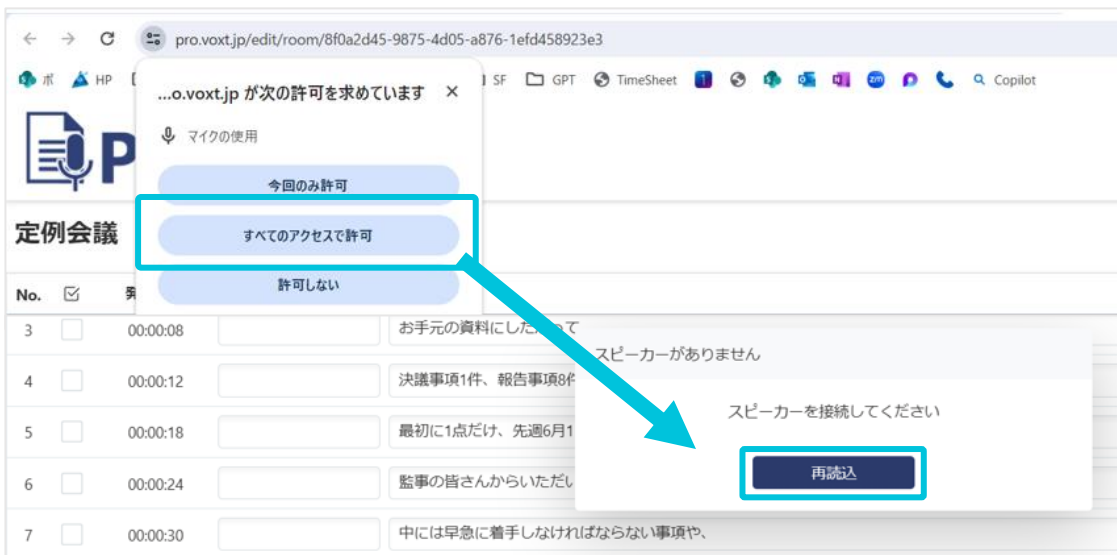 pro.voxt.jp/edit/room/8f0a2d45-9875-4d05-a876-1efd458923e3
ポ HP SF GPT TimeSheet Copilot
...o.voxt.jp が次の許可を求めています ×
マイクの使用
今回のみ許可
すべてのアクセスで許可
許可しない
P
定例会議
No.
3 00:00:08 お手元の資料にした って
4 00:00:12 決議事項1件、報告事項8件
5 00:00:18 最初に1点だけ、先週6月1
6 00:00:24 監事の皆さんからいただい
7 00:00:30 中には早急に着手しなければならない事項や、
スピーカーがありません
スピーカーを接続してください
再読込